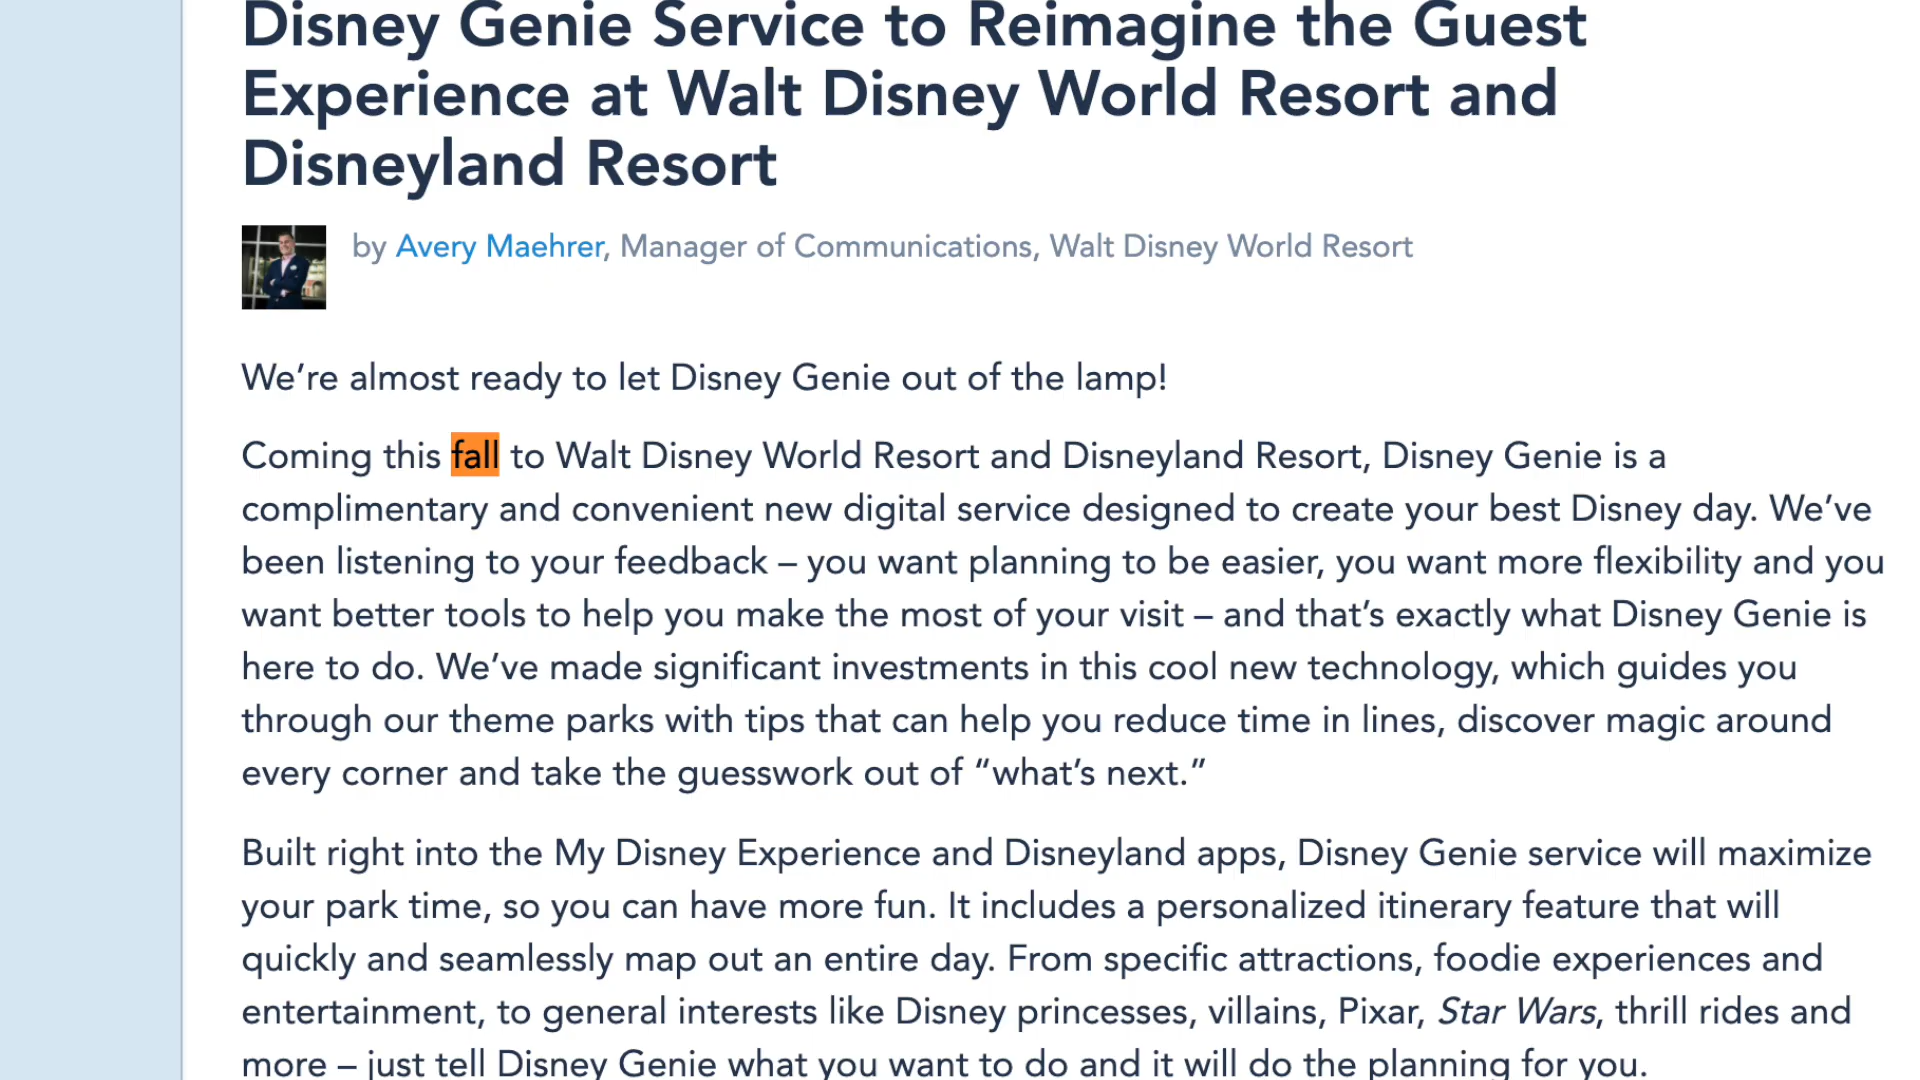 Disney Genie Service to Reimagine the Guest
Experience at Walt Disney World Resort and
Disneyland Resort
by Avery Maehrer, Manager of Communications, Walt Disney World Resort
We’re almost ready to let Disney Genie out of the lamp!
Coming this fall to Walt Disney World Resort and Disneyland Resort, Disney Genie is a
complimentary and convenient new digital service designed to create your best Disney day. We’ve
been listening to your feedback – you want planning to be easier, you want more flexibility and you
want better tools to help you make the most of your visit – and that’s exactly what Disney Genie is
here to do. We’ve made significant investments in this cool new technology, which guides you
through our theme parks with tips that can help you reduce time in lines, discover magic around
every corner and take the guesswork out of “what’s next.”
Built right into the My Disney Experience and Disneyland apps, Disney Genie service will maximize
your park time, so you can have more fun. It includes a personalized itinerary feature that will
quickly and seamlessly map out an entire day. From specific attractions, foodie experiences and
entertainment, to general interests like Disney princesses, villains, Pixar, Star Wars, thrill rides and
more – just tell Disney Genie what you want to do and it will do the planning for you.